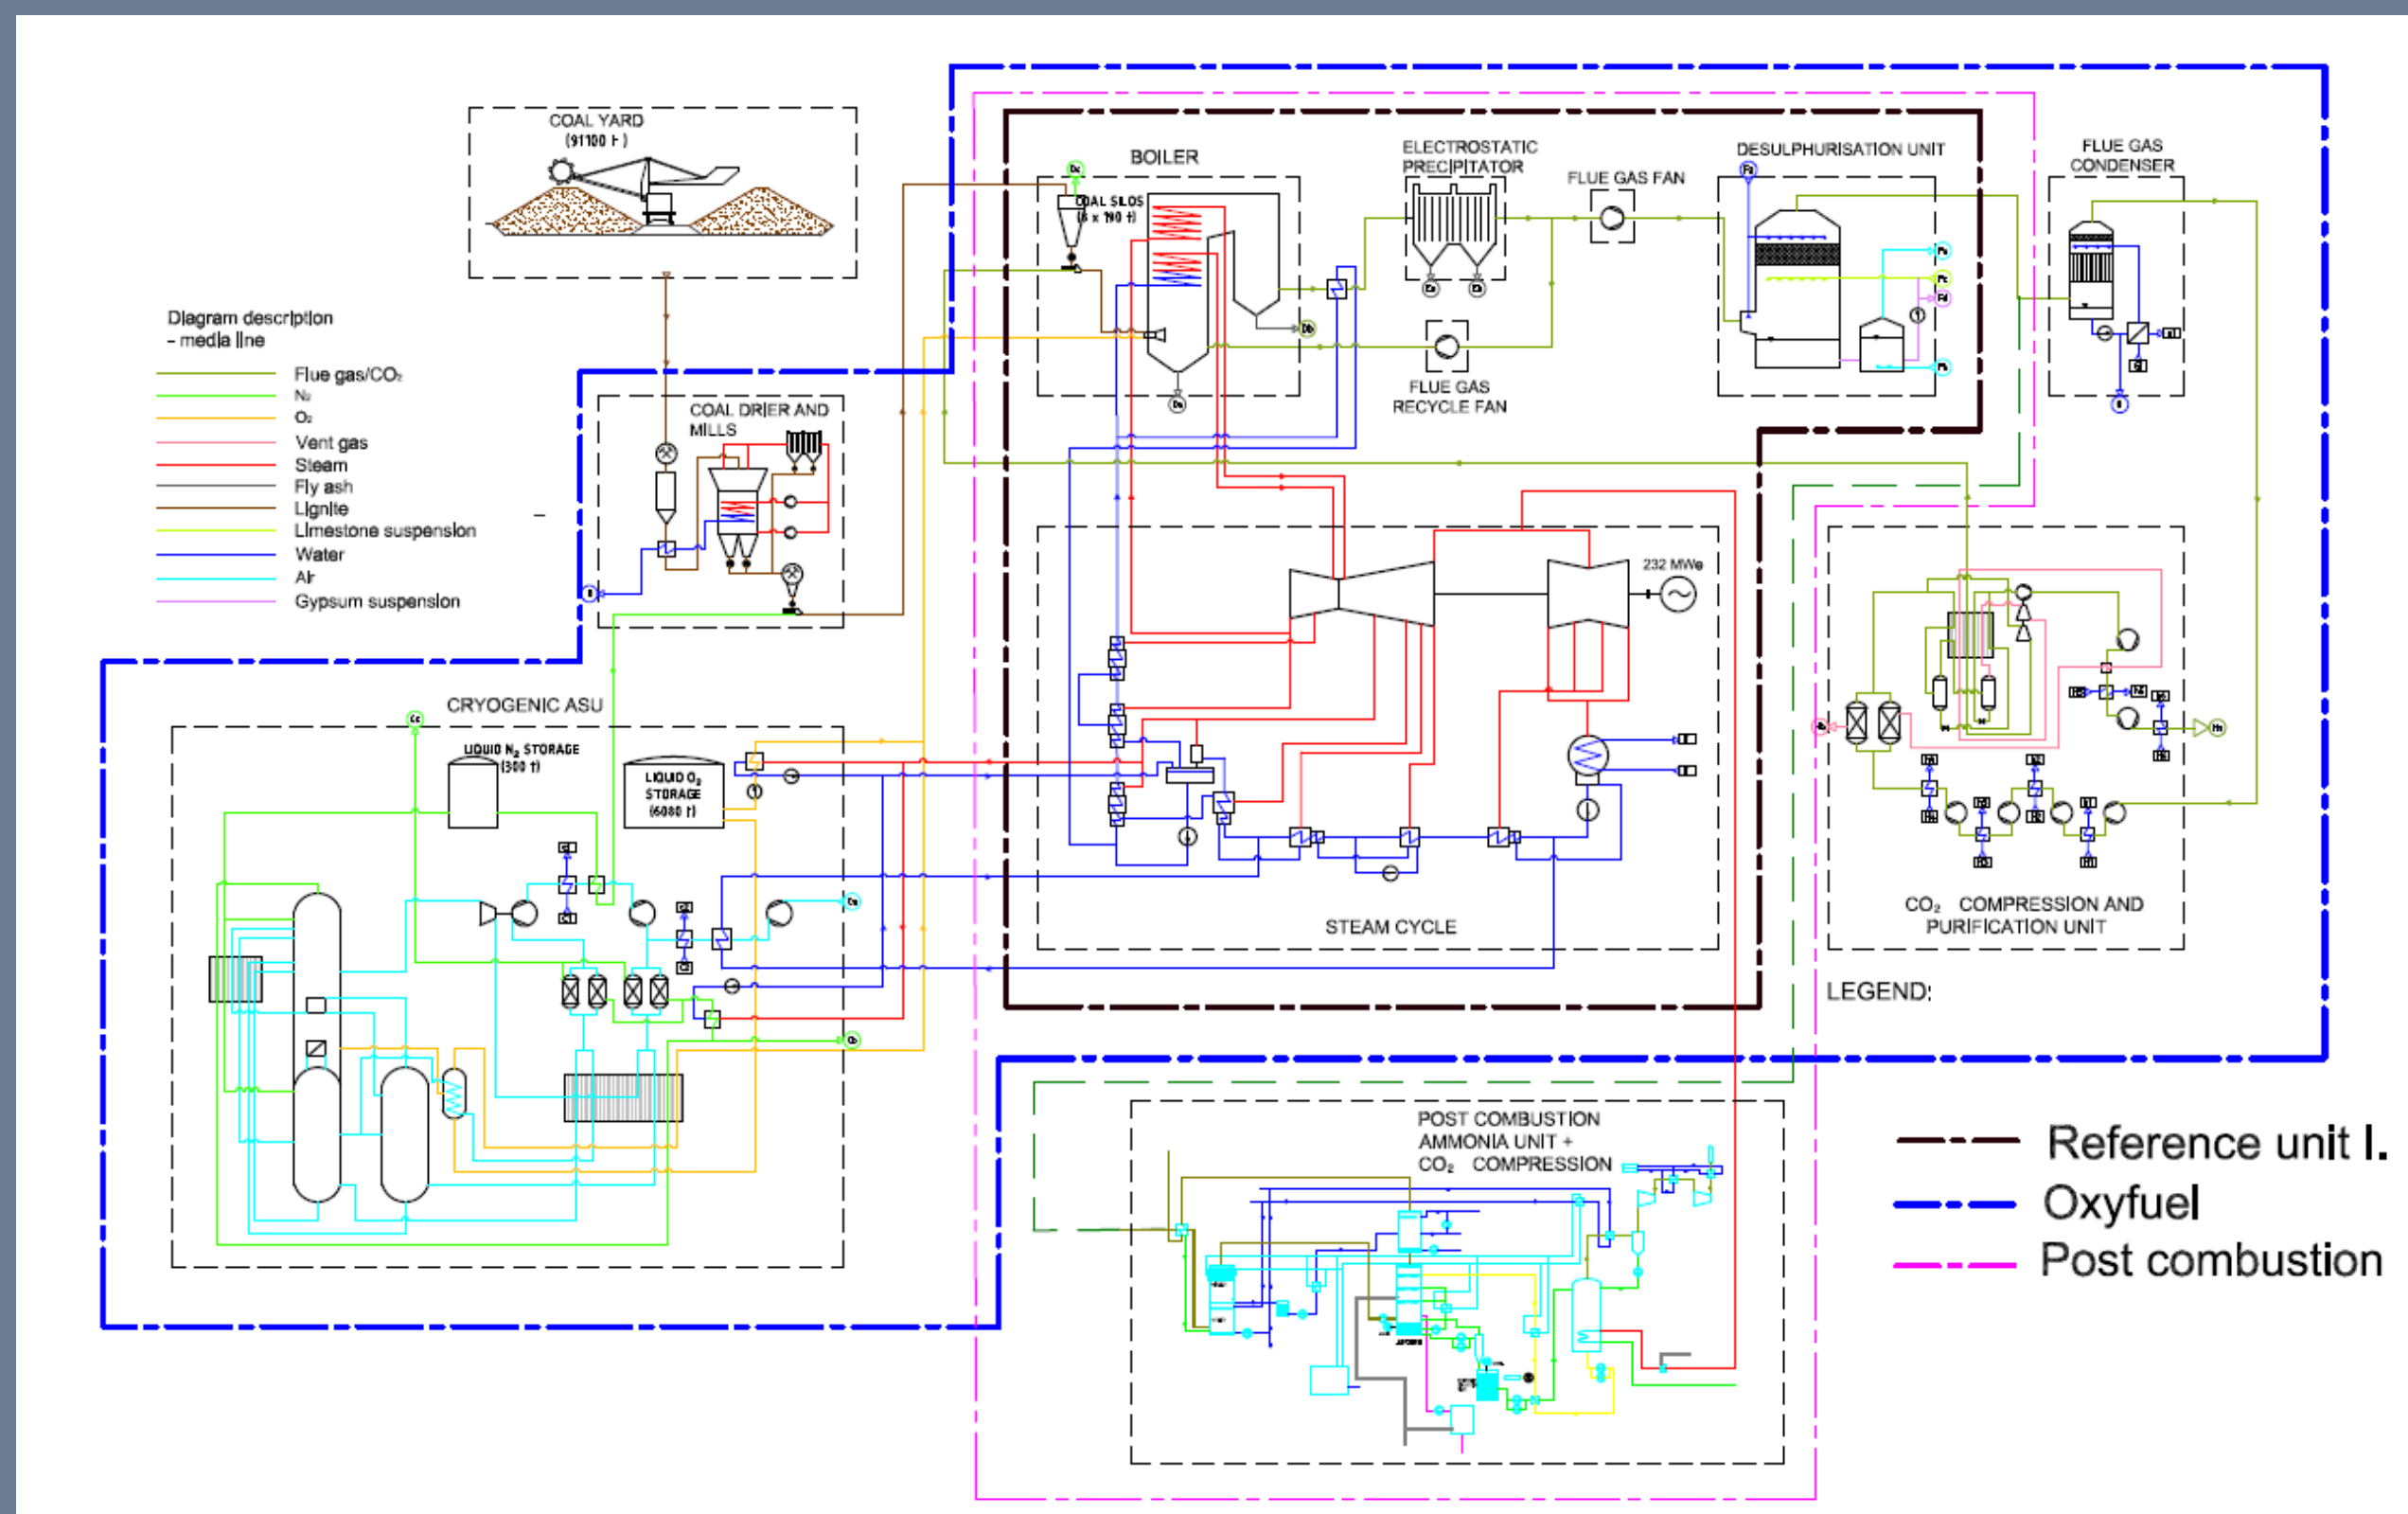 COAL YARD
(91100 t)
BOILER
COAL SILOS
(8 x 190 t)
ELECTROSTATIC
PRECIPITATOR
FLUE GAS FAN
DESULPHURISATION UNIT
FLUE GAS
CONDENSER
FLUE GAS
RECYCLE FAN
Diagram description
- media line
Flue gas/CO₂
N₂
O₂
Vent gas
Steam
Fly ash
Lignite
Limestone suspension
Water
Air
Gypsum suspension
COAL DRIER AND
MILLS
232 MWe
STEAM CYCLE
CRYOGENIC ASU
LIQUID N₂ STORAGE
(300 t)
LIQUID O₂
STORAGE
(6080 t)
CO₂ COMPRESSION AND
PURIFICATION UNIT
LEGEND:
POST COMBUSTION
AMMONIA UNIT +
CO₂ COMPRESSION
Reference unit I.
Oxyfuel
Post combustion